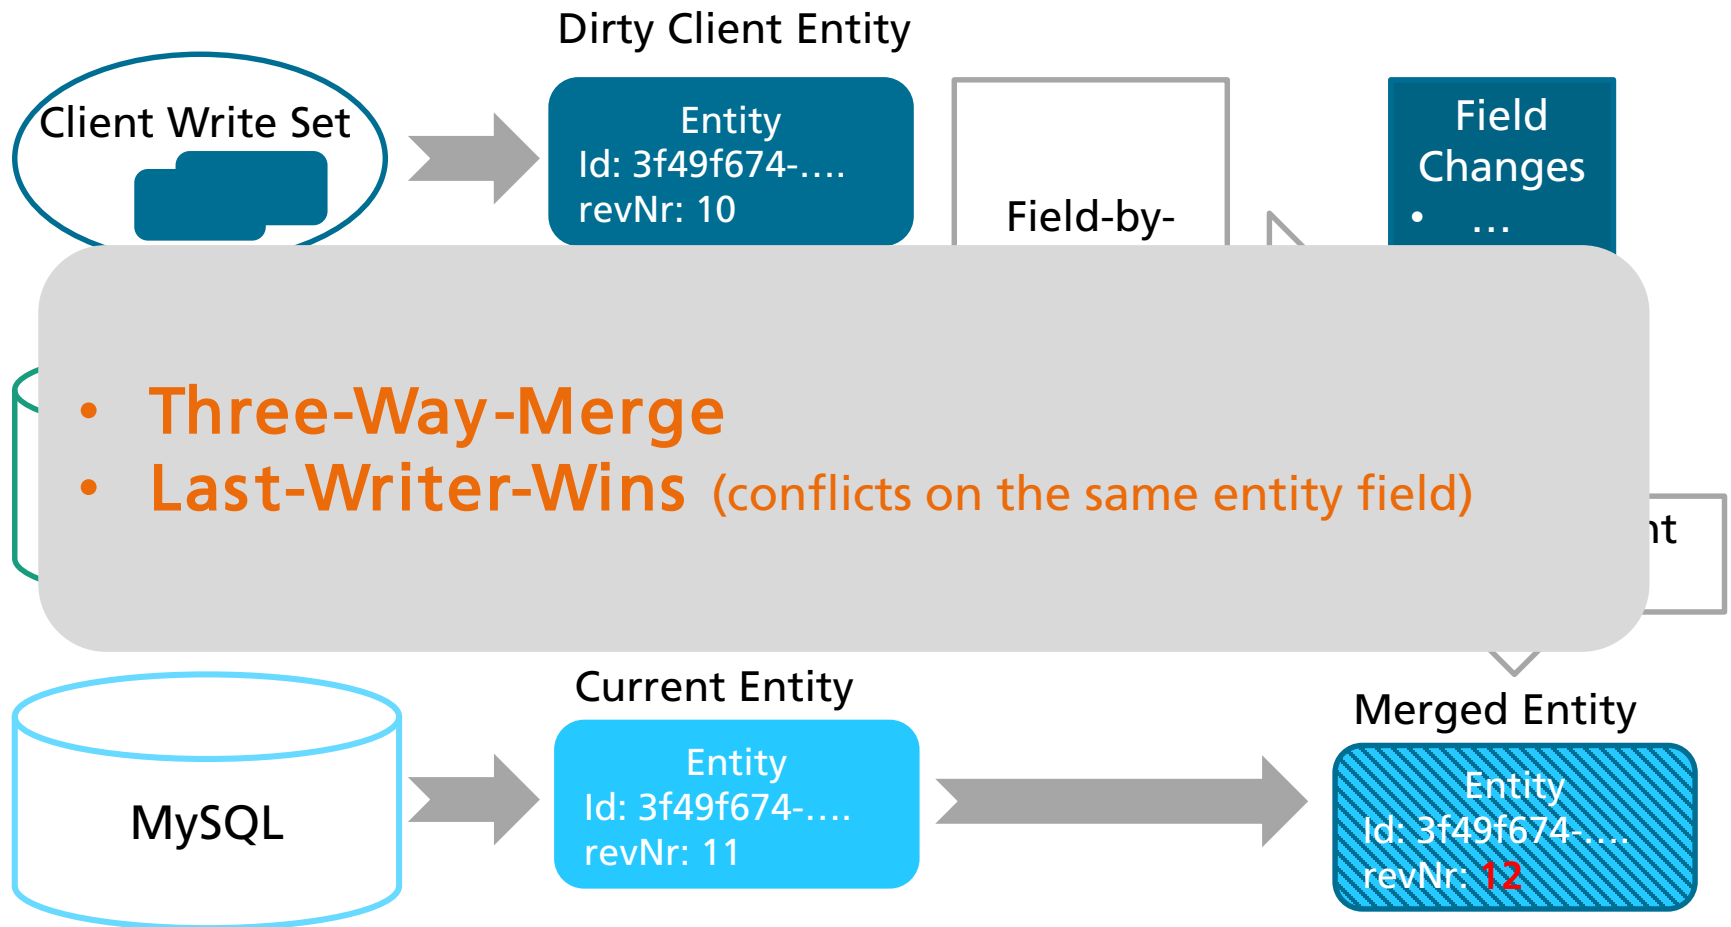 Dirty Client Entity
Client Write Set
Entity
Id: 3f49f674-....
revNr: 10
Field-by-
Field
Changes
• ...
• Three-Way-Merge
• Last-Writer-Wins (conflicts on the same entity field)
Current Entity
MySQL
Entity
Id: 3f49f674-....
revNr: 11
Merged Entity
Entity
Id: 3f49f674-....
revNr: 12